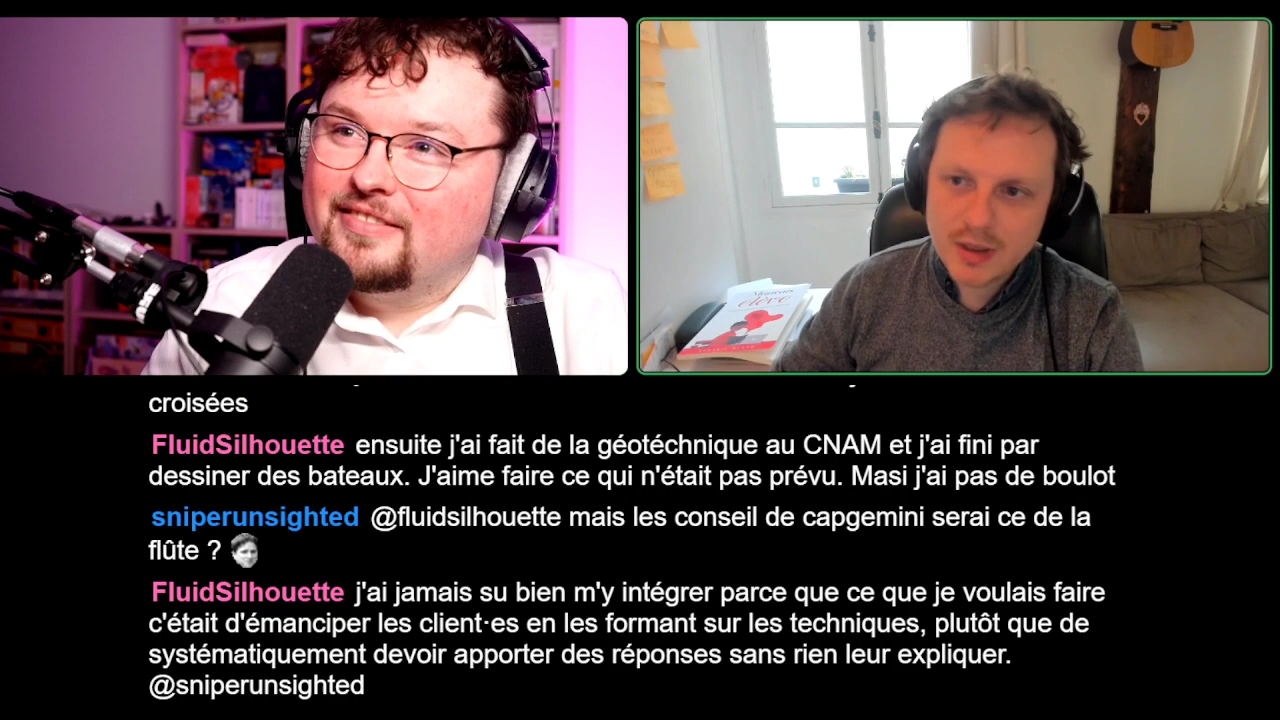 élève
croisées
FluidSilhouette ensuite j'ai fait de la géotéchnique au CNAM et j'ai fini par
dessiner des bateaux. J'aime faire ce qui n'était pas prévu. Masi j'ai pas de boulot
sniperunsighted @fluidsilhouette mais les conseil de capgemini serai ce de la
flûte ?
FluidSilhouette j'ai jamais su bien m'y intégrer parce que ce que je voulais faire
c'était d'émanciper les client·es en les formant sur les techniques, plutôt que de
systématiquement devoir apporter des réponses sans rien leur expliquer.
@sniperunsighted